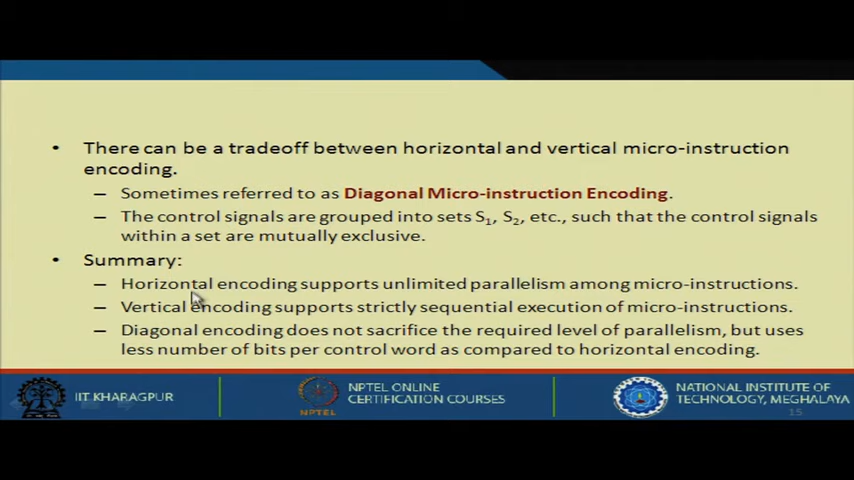 • There can be a tradeoff between horizontal and vertical micro-instruction
encoding.
– Sometimes referred to as Diagonal Micro-instruction Encoding.
– The control signals are grouped into sets S₁, S₂, etc., such that the control signals
within a set are mutually exclusive.
• Summary:
– Horizontal encoding supports unlimited parallelism among micro-instructions.
– Vertical encoding supports strictly sequential execution of micro-instructions.
– Diagonal encoding does not sacrifice the required level of parallelism, but uses
less number of bits per control word as compared to horizontal encoding.
IIT KHARAGPUR
NPTEL
NPTEL ONLINE
CERTIFICATION COURSES
NATIONAL INSTITUTE OF
TECHNOLOGY, MEGHALAYA
15